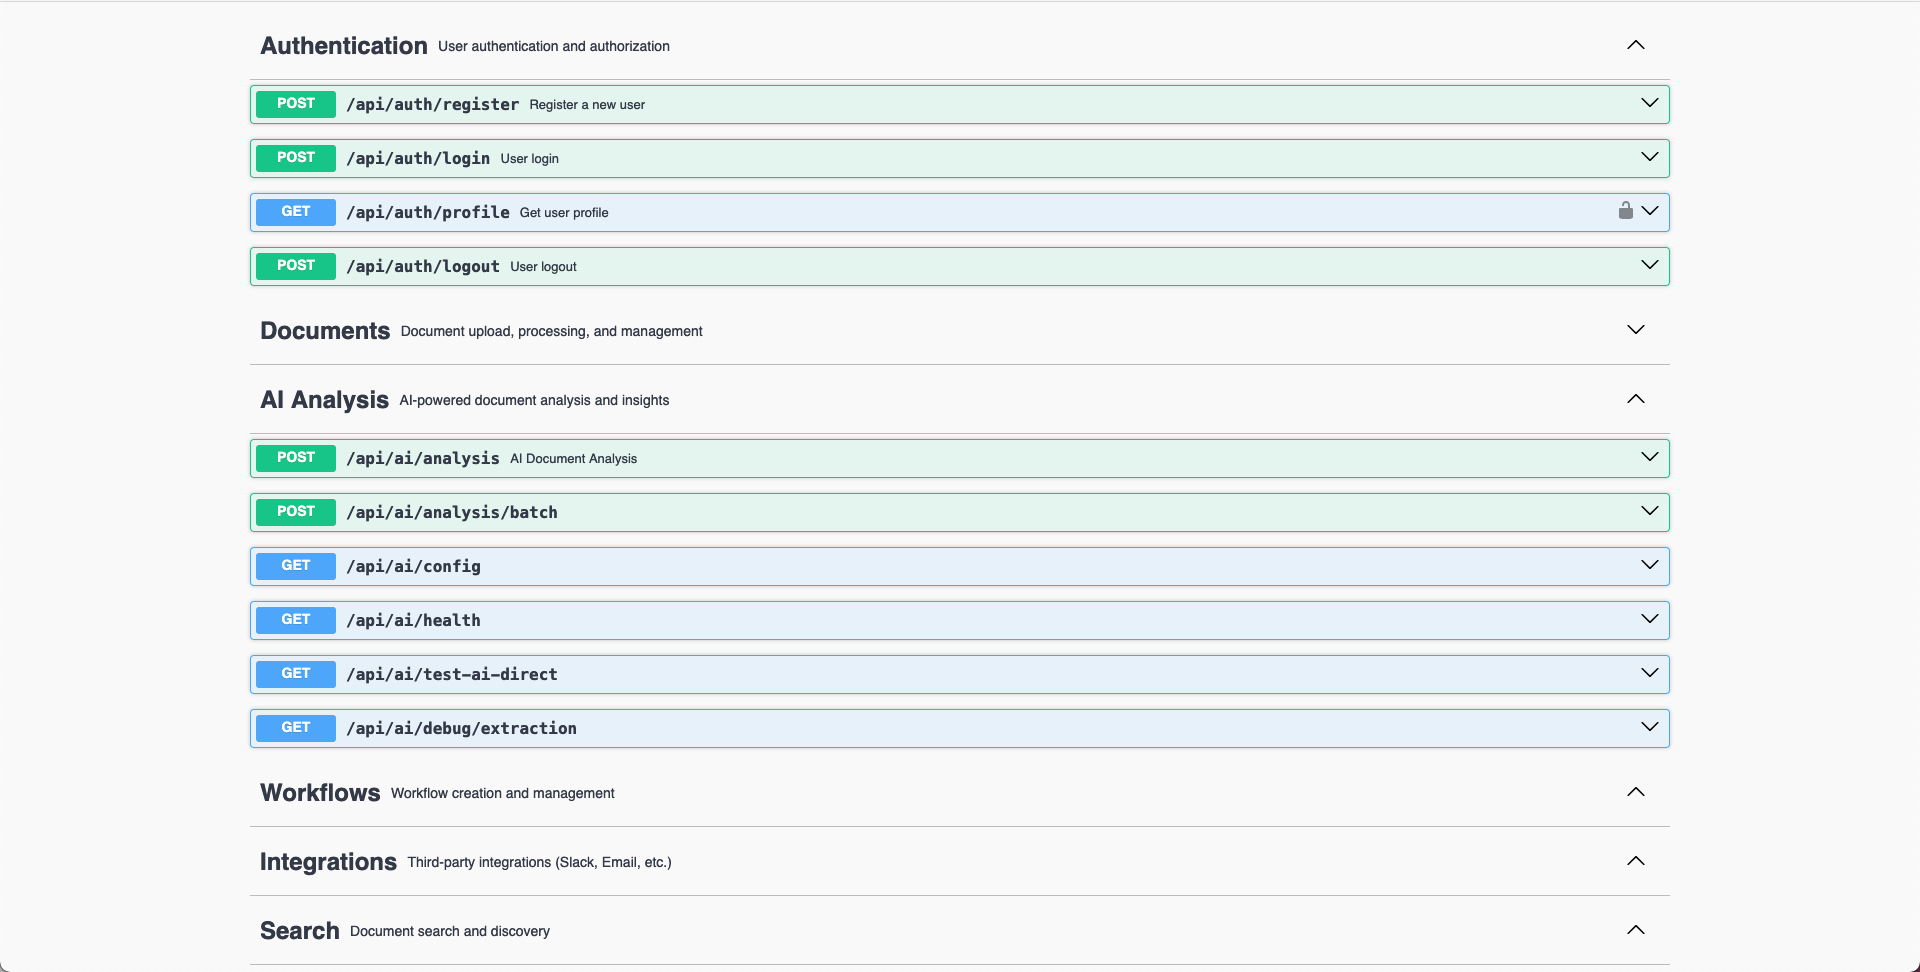 Authentication User authentication and authorization
POST /api/auth/register Register a new user
POST /api/auth/login User login
GET /api/auth/profile Get user profile
POST /api/auth/logout User logout
Documents Document upload, processing, and management
AI Analysis AI-powered document analysis and insights
POST /api/ai/analysis AI Document Analysis
POST /api/ai/analysis/batch
GET /api/ai/config
GET /api/ai/health
GET /api/ai/test-ai-direct
GET /api/ai/debug/extraction
Workflows Workflow creation and management
Integrations Third-party integrations (Slack, Email, etc.)
Search Document search and discovery